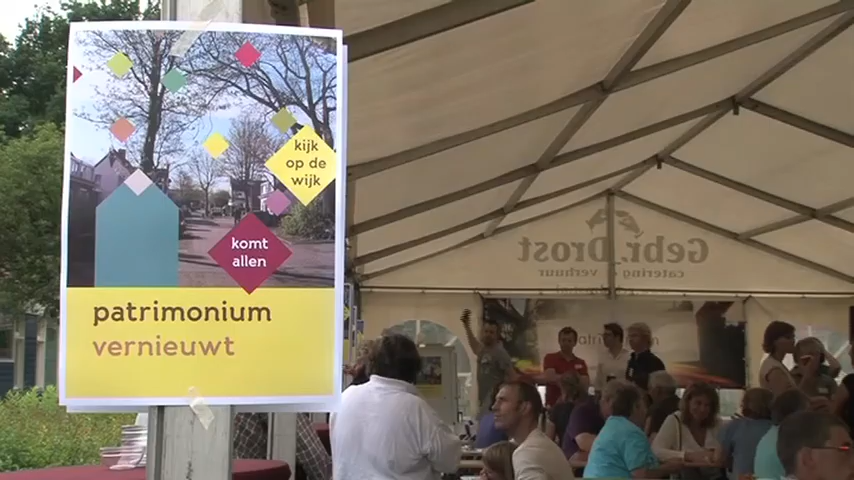 kijk
op de
wijk
komt
allen
patrimonium
vernieuwt
Gebr. Drost
catering verhuur